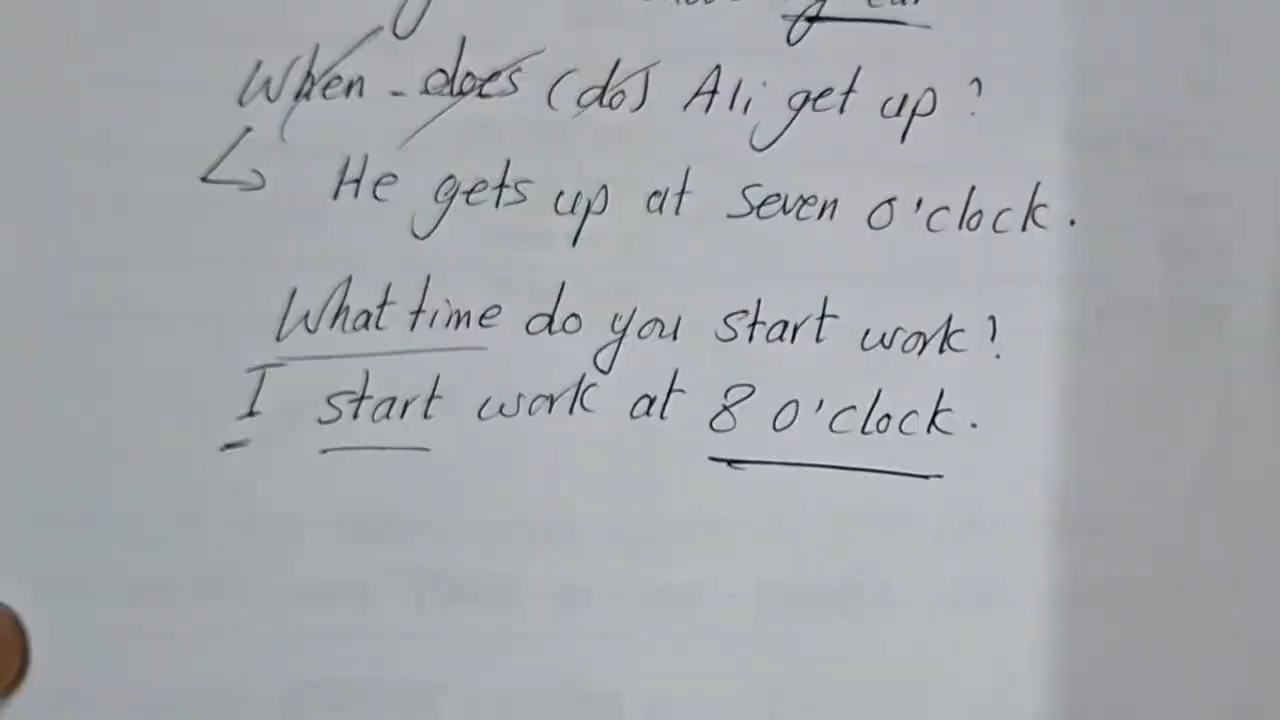 When - does (do) Ali get up?
He gets up at seven o'clock.
What time do you start work?
I start work at 8 o'clock.